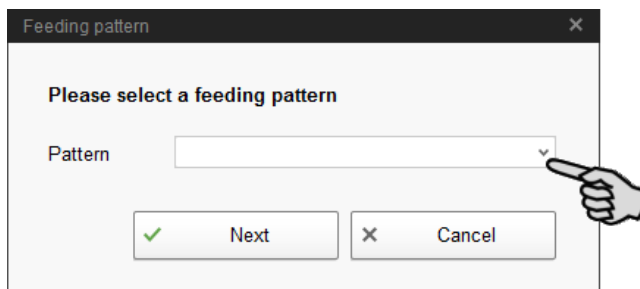 Feeding pattern
Please select a feeding pattern
Pattern
Next
Cancel